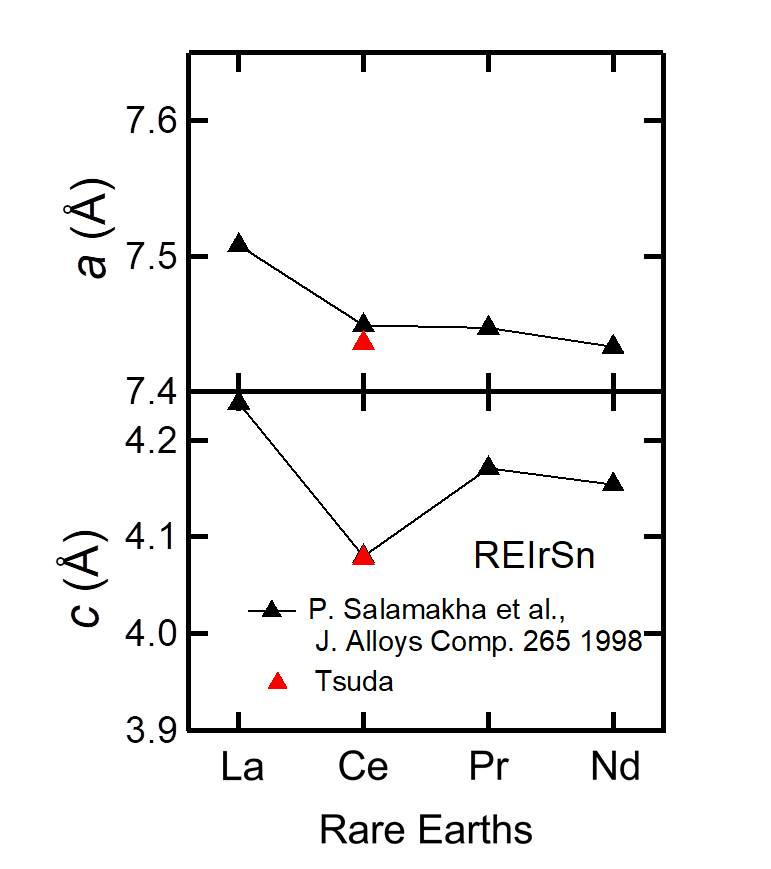 7.6
7.5
7.4
a (Å)
4.2
4.1
4.0
3.9
c (Å)
REIrSn
P. Salamakha et al.,
J. Alloys Comp. 265 1998
Tsuda
La Ce Pr Nd
Rare Earths